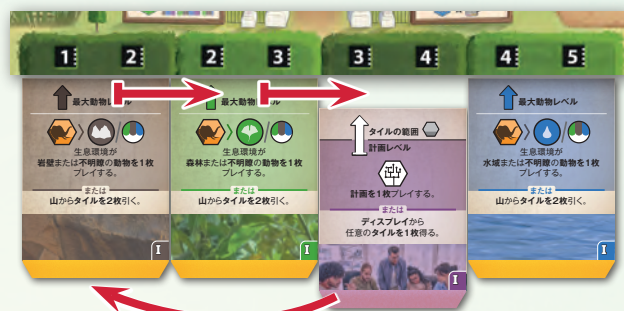 1 2 2 3 3 4 4 5
最大動物レベル
生息環境が
岩壁または不明瞭の動物を1枚
プレイする。
または
山からタイルを2枚引く。
I
最大動物レベル
生息環境が
森林または不明瞭の動物を1枚
プレイする。
または
山からタイルを2枚引く。
I
タイルの範囲
計画レベル
計画を1枚プレイする。
または
ディスプレイから
任意のタイルを1枚得る。
I
最大動物レベル
生息環境が
水域または不明瞭の動物を1枚
プレイする。
または
山からタイルを2枚引く。
I